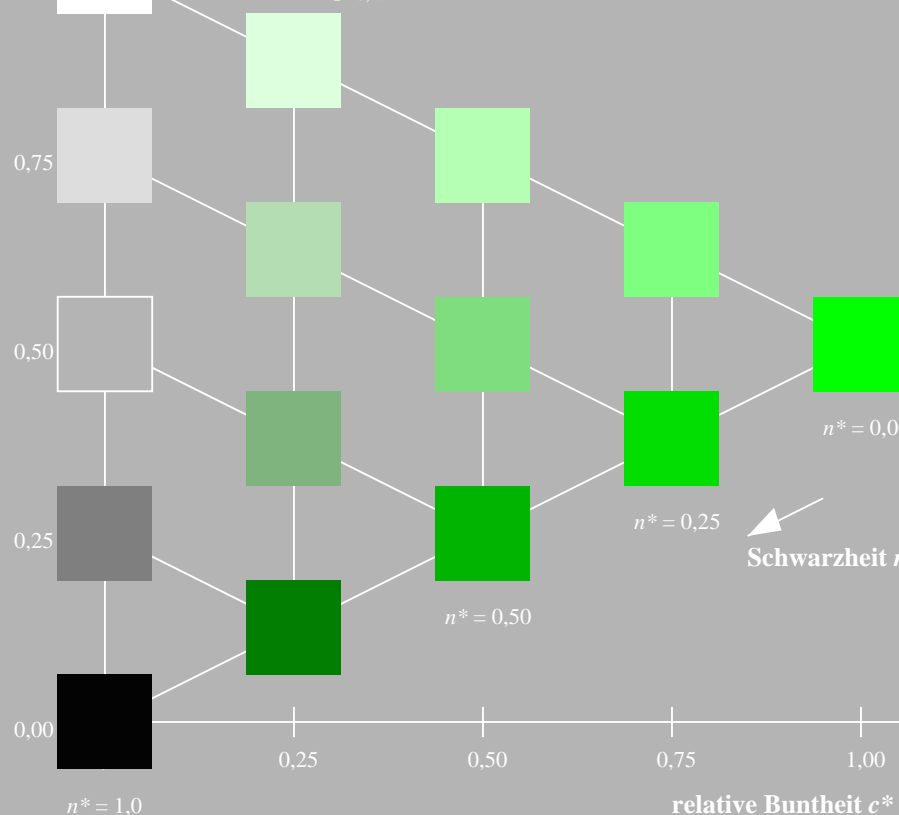 0,75
0,50
n* = 0,0
0,25
n* = 0,25
Schwarzheit n
n* = 0,50
0,00
0,25
0,50
0,75
1,00
n* = 1,0
relative Buntheit c*